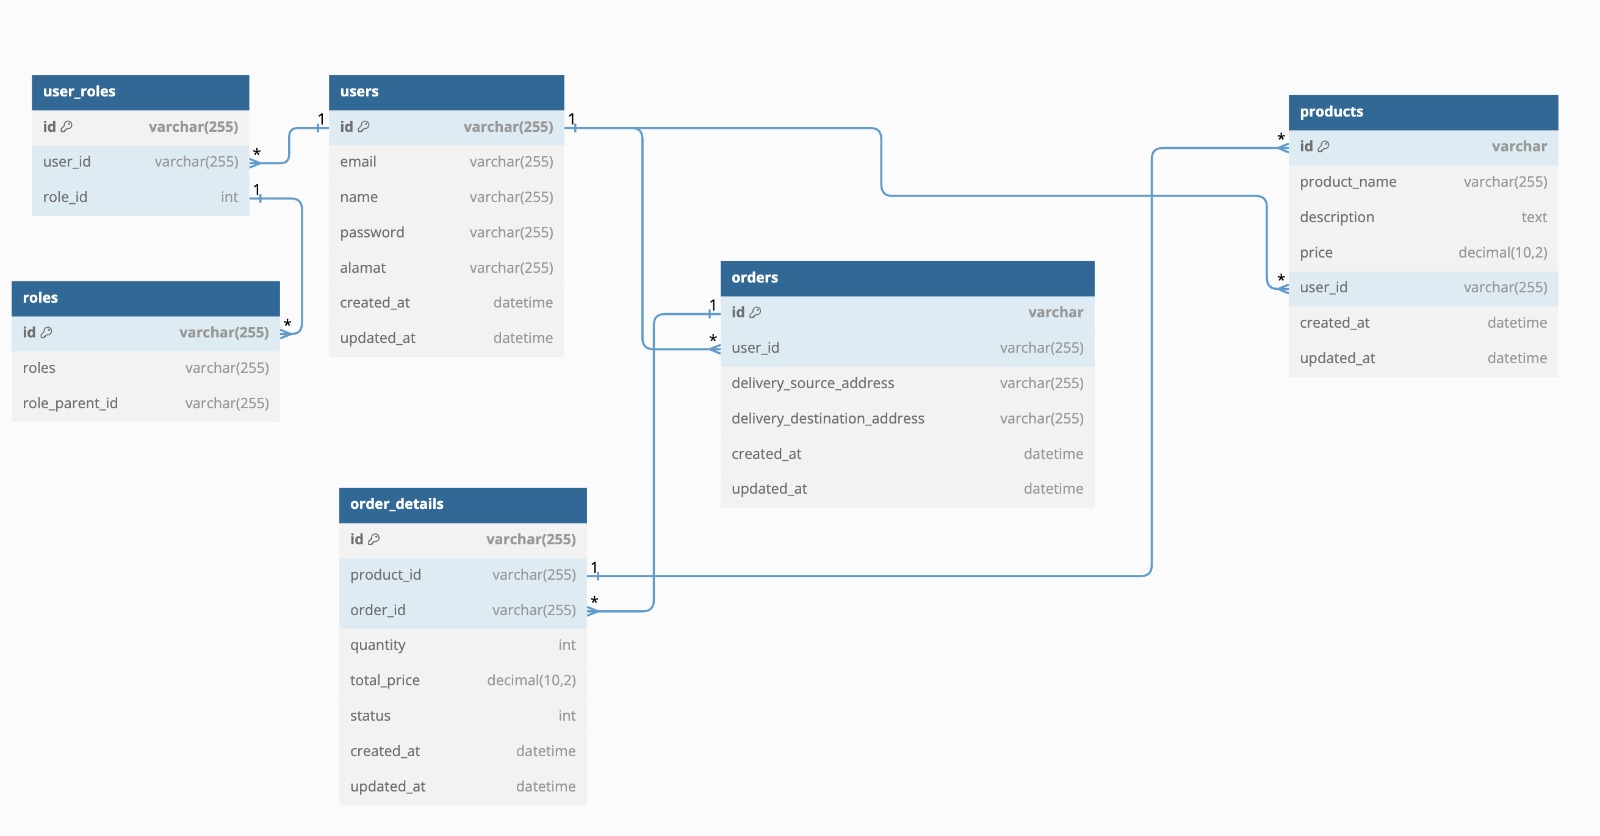 user_roles
id varchar(255)
user_id varchar(255)
role_id int
*
1
users
id varchar(255)
email varchar(255)
name varchar(255)
password varchar(255)
alamat varchar(255)
created_at datetime
updated_at datetime
1
1
roles
id varchar(255)
roles varchar(255)
role_parent_id varchar(255)
*
orders
id varchar
user_id varchar(255)
delivery_source_address varchar(255)
delivery_destination_address varchar(255)
created_at datetime
updated_at datetime
1
*
products
id varchar
product_name varchar(255)
description text
price decimal(10,2)
user_id varchar(255)
created_at datetime
updated_at datetime
*
*
order_details
id varchar(255)
product_id varchar(255)
order_id varchar(255)
quantity int
total_price decimal(10,2)
status int
created_at datetime
updated_at datetime
1
*